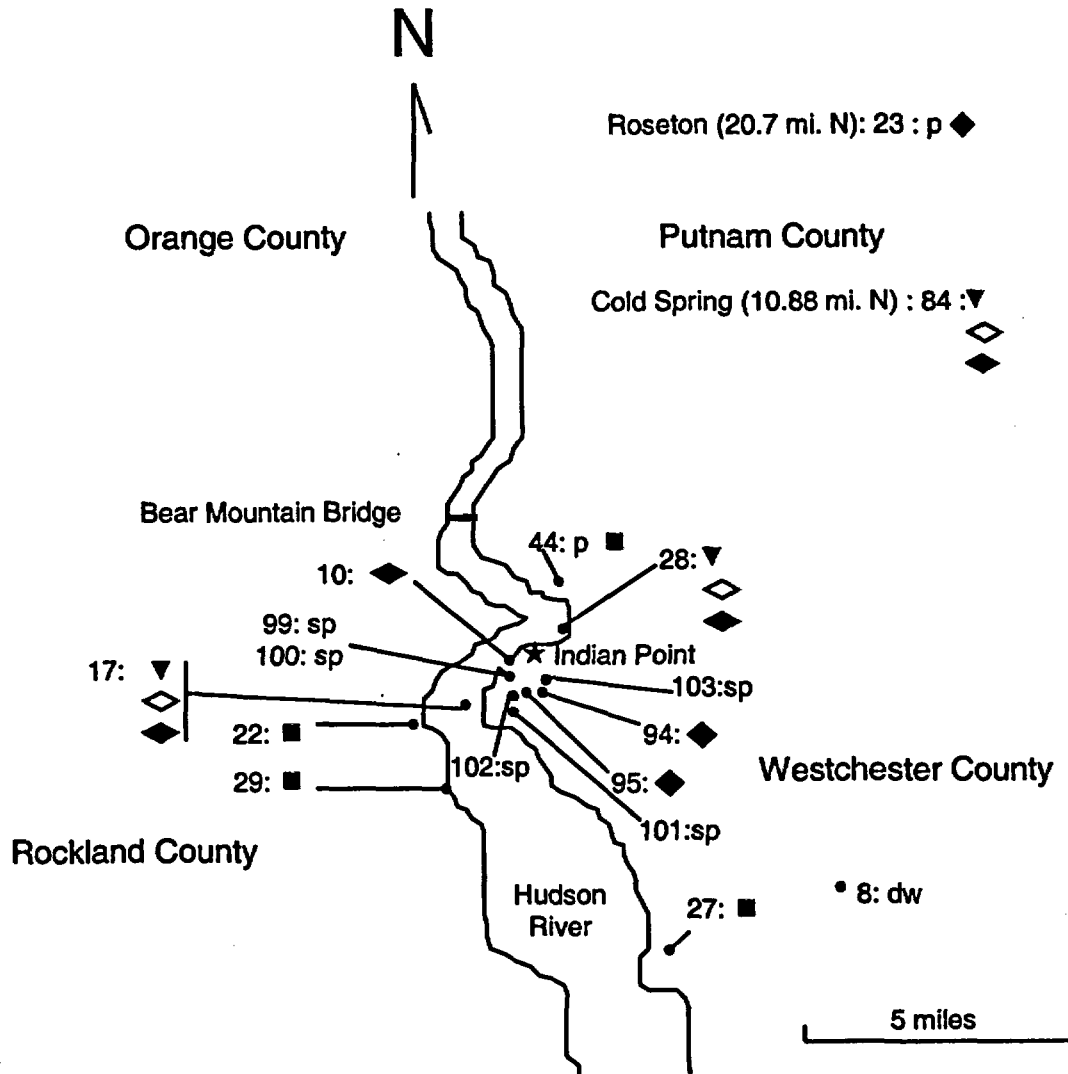 N
Roseton (20.7 mi. N): 23 : p
Orange County
Putnam County
Cold Spring (10.88 mi. N) : 84 :
Bear Mountain Bridge
44: p
28:
10:
99: sp
100: sp
Indian Point
17:
103:sp
22:
94:
102:sp
Westchester County
29:
95:
101:sp
Rockland County
Hudson
River
8: dw
27:
5 miles